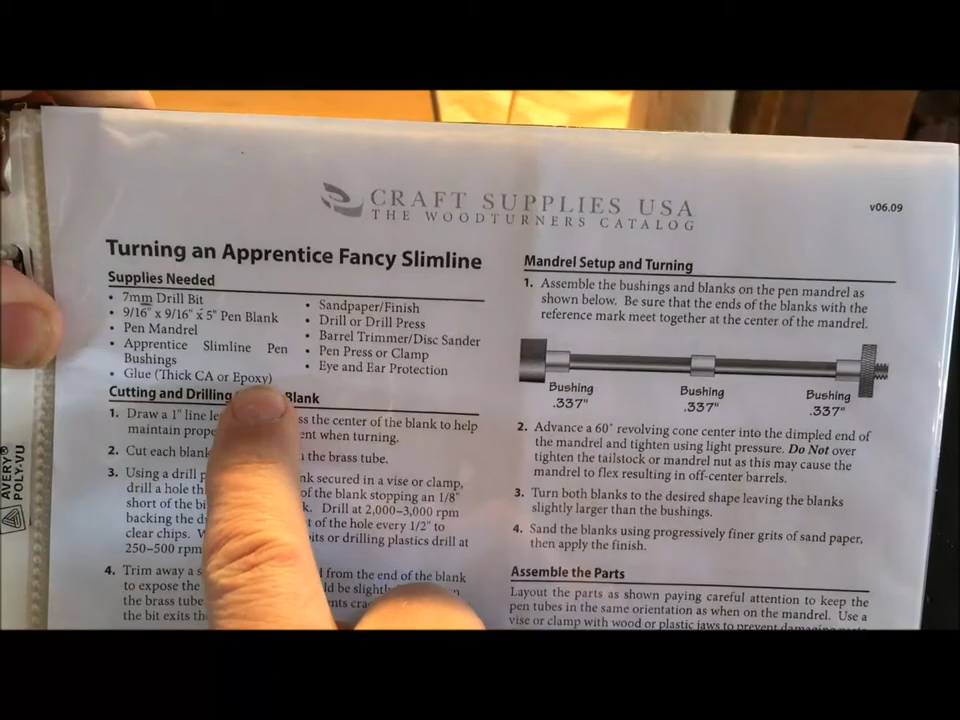 CRAFT SUPPLIES USA
THE WOODTURNERS CATALOG
v06.09
Turning an Apprentice Fancy Slimline
Supplies Needed
• 7mm Drill Bit
• 9/16" x 9/16" x 5" Pen Blank
• Pen Mandrel
• Apprentice Slimline Pen
Bushings
• Glue (Thick CA or Epoxy)
• Sandpaper/Finish
• Drill or Drill Press
• Barrel Trimmer/Disc Sander
• Pen Press or Clamp
• Eye and Ear Protection
Cutting and Drilling Blank
1. Draw a 1" line the center of the blank to help
maintain when turning.
2. Cut each blank the brass tube.
3. Using a drill secured in a vise or clamp,
drill a hole of the blank stopping an 1/8"
short of the Drill at 2,000–3,000 rpm
backing the of the hole every 1/2" to
clear chips. or drilling plastics drill at
250–500 rpm
4. Trim away a from the end of the blank
to expose the be
the brass tube
the bit exits
Mandrel Setup and Turning
1. Assemble the bushings and blanks on the pen mandrel as
shown below. Be sure that the ends of the blanks with the
reference mark meet together at the center of the mandrel.
Bushing Bushing Bushing
.337" .337" .337"
2. Advance a 60° revolving cone center into the dimpled end of
the mandrel and tighten using light pressure. Do Not over
tighten the tailstock or mandrel nut as this may cause the
mandrel to flex resulting in off-center barrels.
3. Turn both blanks to the desired shape leaving the blanks
slightly larger than the bushings.
4. Sand the blanks using progressively finer grits of sand paper,
then apply the finish.
Assemble the Parts
Layout the parts as shown paying careful attention to keep the
pen tubes in the same orientation as when on the mandrel. Use a
vise or clamp with wood or plastic jaws to prevent damaging
AVERY®
POLY-VU